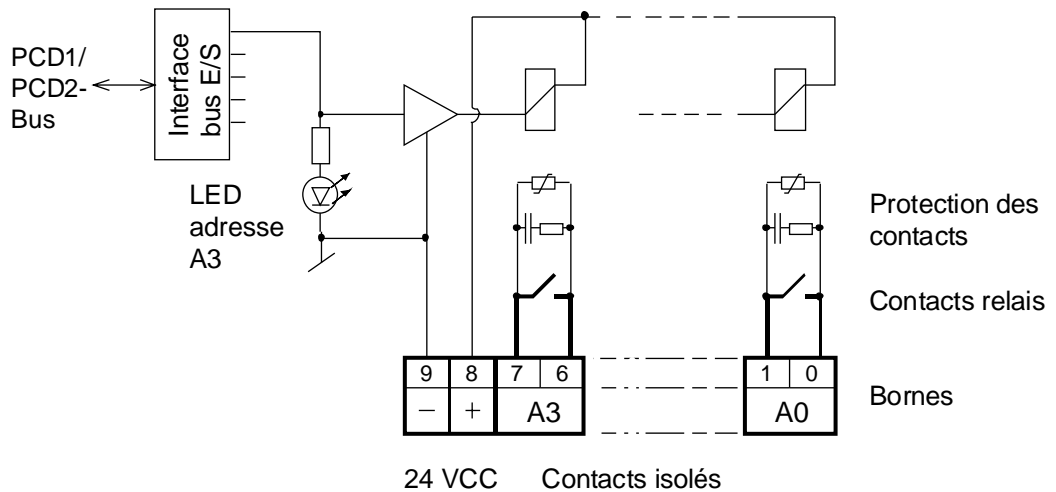 PCD1/
PCD2-
Bus
Interface
bus E/S
LED
adresse
A3
Protection des
contacts
Contacts relais
9 8 7 6 1 0
– + A3 A0
Bornes
24 VCC Contacts isolés